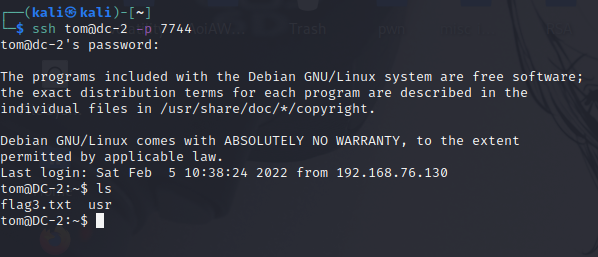 ┌──(kali㉿kali)-[~]
└─$ ssh tom@dc-2 -p 7744
tom@dc-2's password:

The programs included with the Debian GNU/Linux system are free software;
the exact distribution terms for each program are described in the
individual files in /usr/share/doc/*/copyright.

Debian GNU/Linux comes with ABSOLUTELY NO WARRANTY, to the extent
permitted by applicable law.
Last login: Sat Feb  5 10:38:24 2022 from 192.168.76.130
tom@DC-2:~$ ls
flag3.txt  usr
tom@DC-2:~$